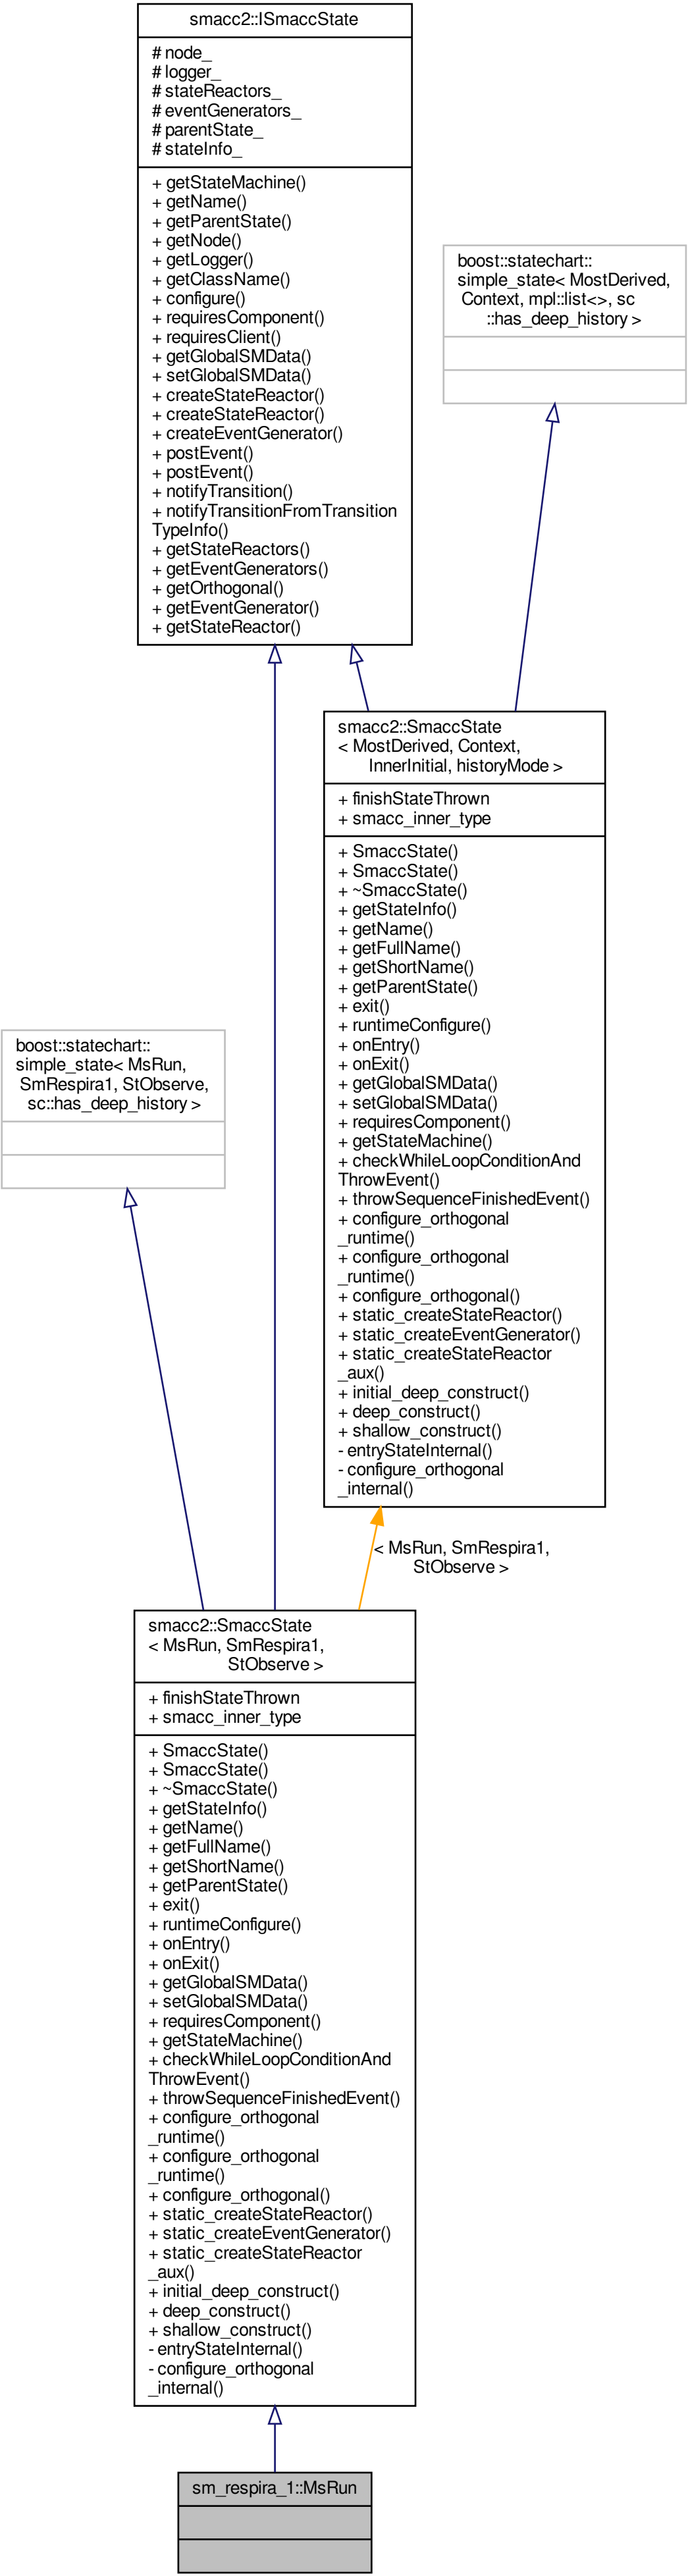 smacc2::ISmaccState
# node_
# logger_
# stateReactors_
# eventGenerators_
# parentState_
# stateInfo_
+ getStateMachine()
+ getName()
+ getParentState()
+ getNode()
+ getLogger()
+ getClassName()
+ configure()
+ requiresComponent()
+ requiresClient()
+ getGlobalSMData()
+ setGlobalSMData()
+ createStateReactor()
+ createStateReactor()
+ createEventGenerator()
+ postEvent()
+ postEvent()
+ notifyTransition()
+ notifyTransitionFromTransition
TypeInfo()
+ getStateReactors()
+ getEventGenerators()
+ getOrthogonal()
+ getEventGenerator()
+ getStateReactor()
boost::statechart::
simple_state< MostDerived,
Context, mpl::list<>, sc
::has_deep_history >
smacc2::SmaccState
< MostDerived, Context,
InnerInitial, historyMode >
+ finishStateThrown
+ smacc_inner_type
+ SmaccState()
+ SmaccState()
+ ~SmaccState()
+ getStateInfo()
+ getName()
+ getFullName()
+ getShortName()
+ getParentState()
+ exit()
+ runtimeConfigure()
+ onEntry()
+ onExit()
+ getGlobalSMData()
+ setGlobalSMData()
+ requiresComponent()
+ getStateMachine()
+ checkWhileLoopConditionAnd
ThrowEvent()
+ throwSequenceFinishedEvent()
+ configure_orthogonal
_runtime()
+ configure_orthogonal
_runtime()
+ configure_orthogonal()
+ static_createStateReactor()
+ static_createEventGenerator()
+ static_createStateReactor
_aux()
+ initial_deep_construct()
+ deep_construct()
+ shallow_construct()
- entryStateInternal()
- configure_orthogonal
_internal()
boost::statechart::
simple_state< MsRun,
SmRespira1, StObserve,
sc::has_deep_history >
< MsRun, SmRespira1,
StObserve >
smacc2::SmaccState
< MsRun, SmRespira1,
StObserve >
+ finishStateThrown
+ smacc_inner_type
+ SmaccState()
+ SmaccState()
+ ~SmaccState()
+ getStateInfo()
+ getName()
+ getFullName()
+ getShortName()
+ getParentState()
+ exit()
+ runtimeConfigure()
+ onEntry()
+ onExit()
+ getGlobalSMData()
+ setGlobalSMData()
+ requiresComponent()
+ getStateMachine()
+ checkWhileLoopConditionAnd
ThrowEvent()
+ throwSequenceFinishedEvent()
+ configure_orthogonal
_runtime()
+ configure_orthogonal
_runtime()
+ configure_orthogonal()
+ static_createStateReactor()
+ static_createEventGenerator()
+ static_createStateReactor
_aux()
+ initial_deep_construct()
+ deep_construct()
+ shallow_construct()
- entryStateInternal()
- configure_orthogonal
_internal()
sm_respira_1::MsRun